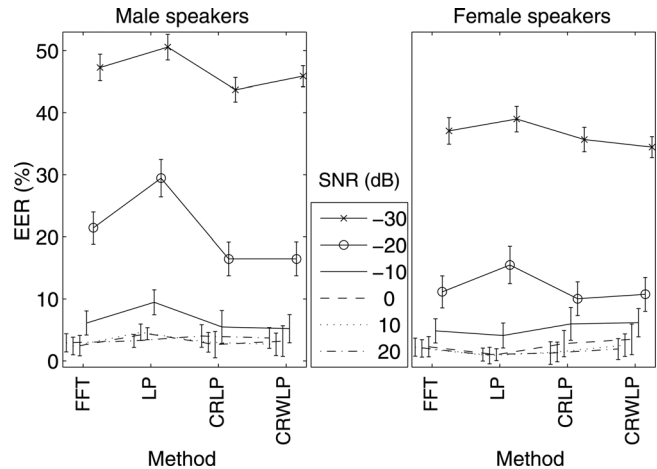 Male speakers
Female speakers
50
40
30
20
10
0
EER (%)
SNR (dB)
−30
−20
−10
0
10
20
FFT
LP
CRLP
CRWLP
FFT
LP
CRLP
CRWLP
Method
Method